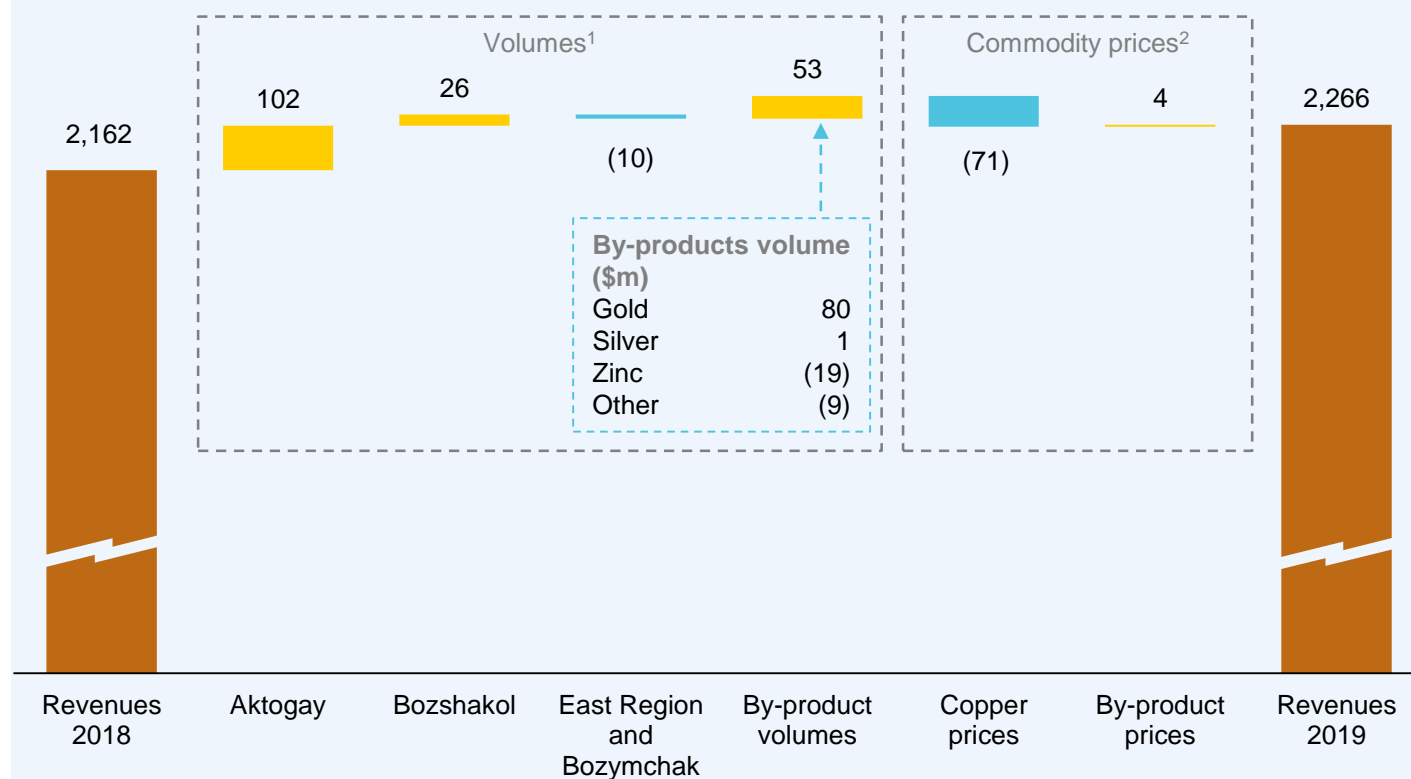 Volumes¹
Commodity prices²
2,162
102
26
(10)
53
(71)
4
2,266
By-products volume
($m)
Gold 80
Silver 1
Zinc (19)
Other (9)
Revenues
2018
Aktogay
Bozshakol
East Region
and
Bozymchak
By-product
volumes
Copper
prices
By-product
prices
Revenues
2019